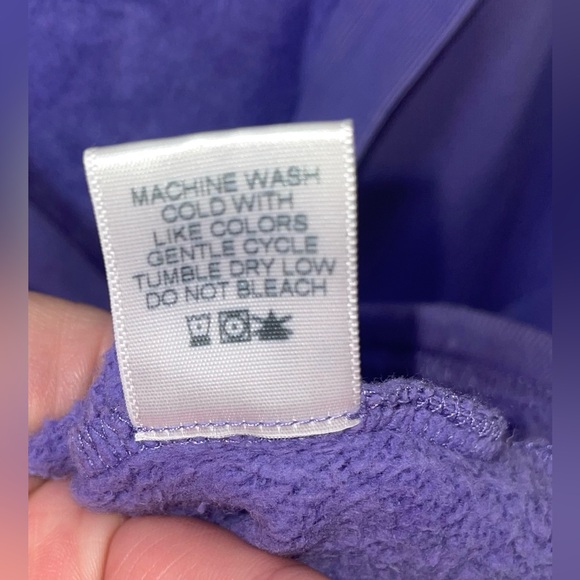 MACHINE WASH
COLD WITH
LIKE COLORS
GENTLE CYCLE
TUMBLE DRY LOW
DO NOT BLEACH